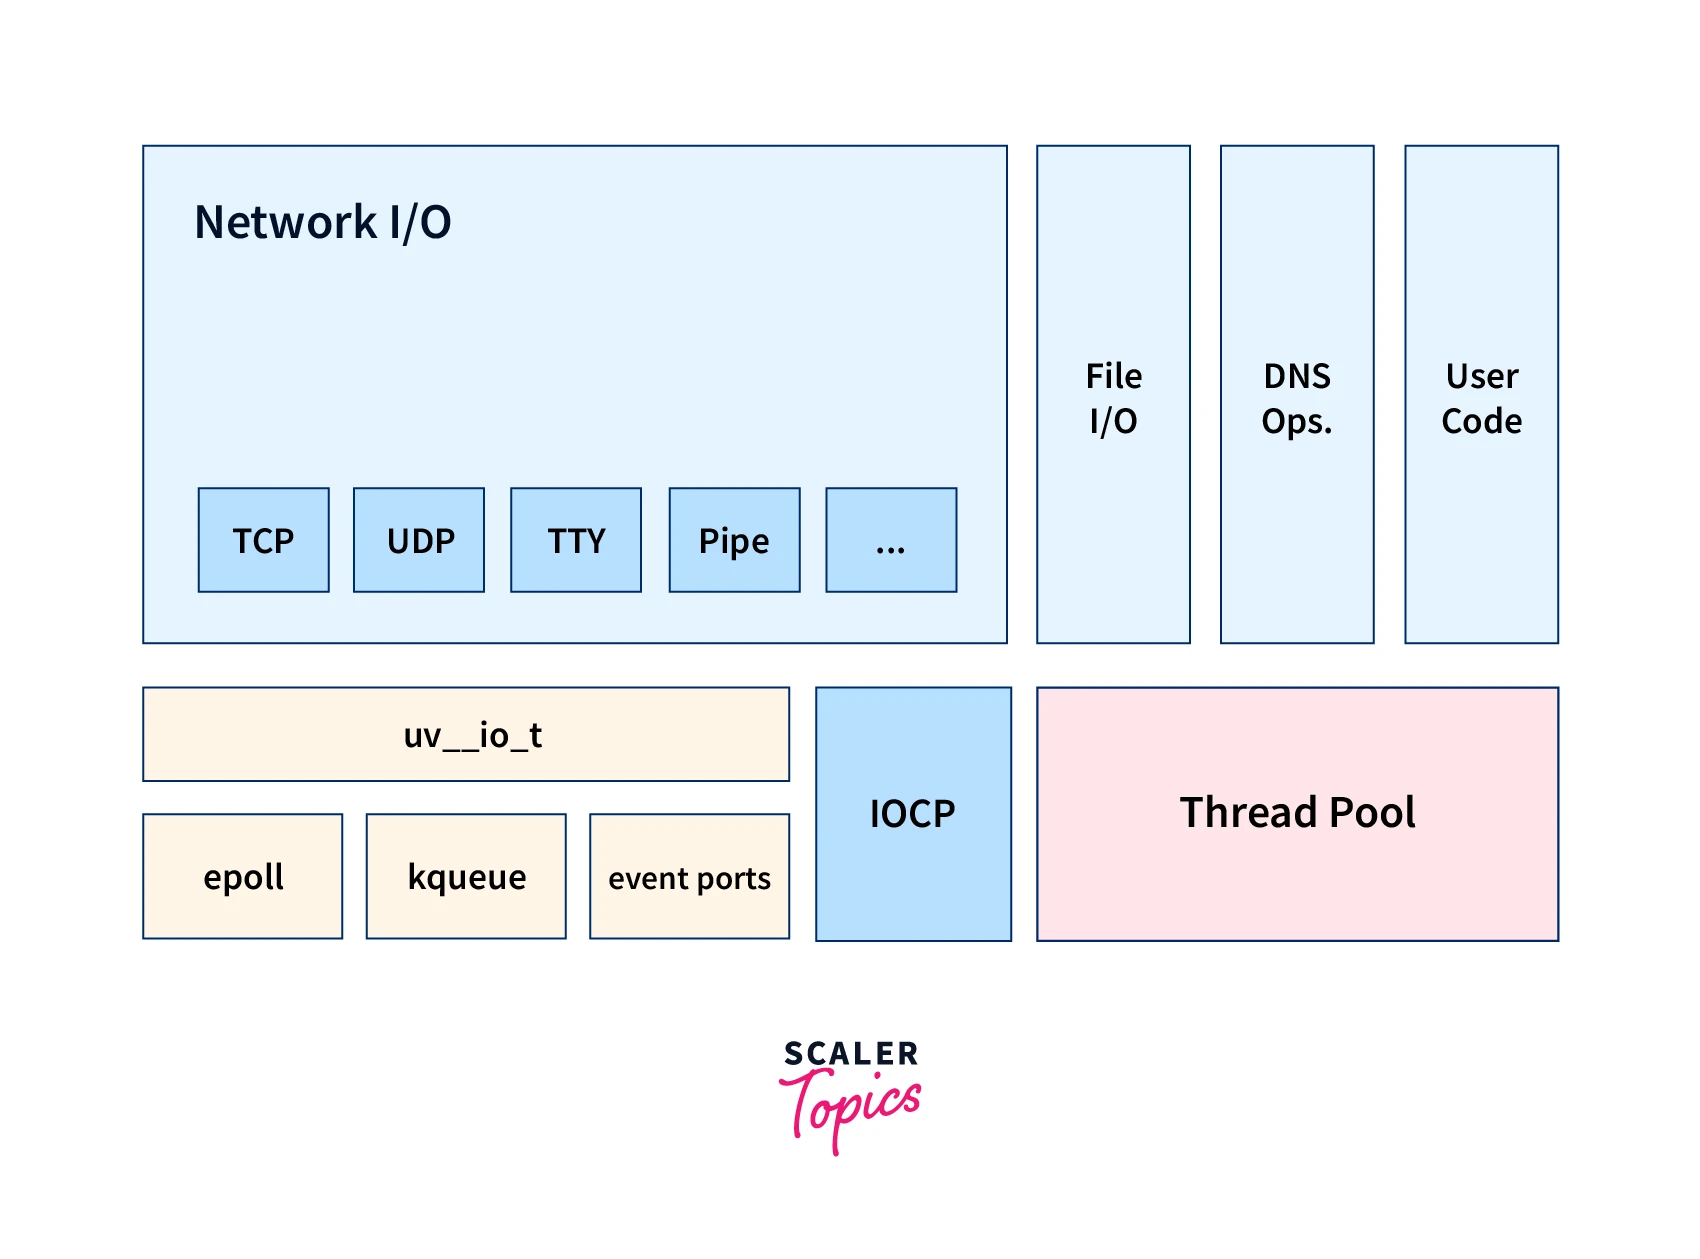 Network I/O
TCP
UDP
TTY
Pipe
...
File
I/O
DNS
Ops.
User
Code
uv__io_t
epoll
kqueue
event ports
IOCP
Thread Pool
SCALER
Topics